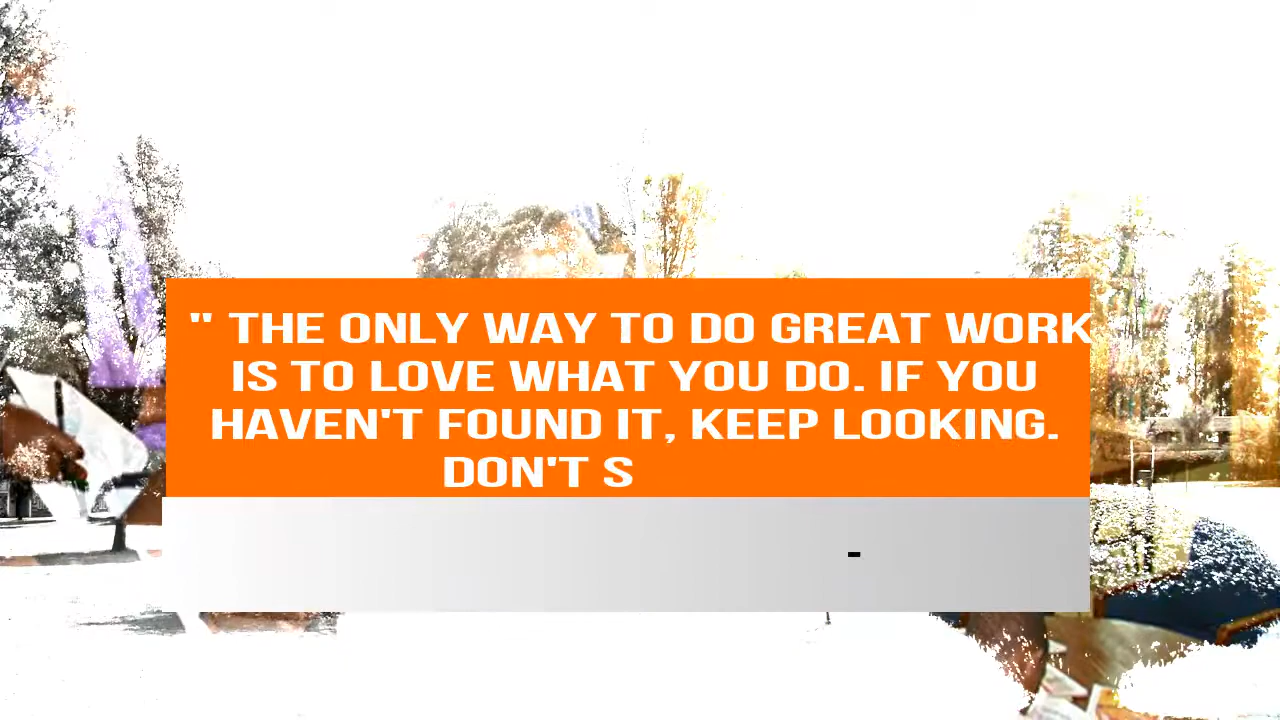 " THE ONLY WAY TO DO GREAT WORK
IS TO LOVE WHAT YOU DO. IF YOU
HAVEN'T FOUND IT, KEEP LOOKING.
DON'T S
-